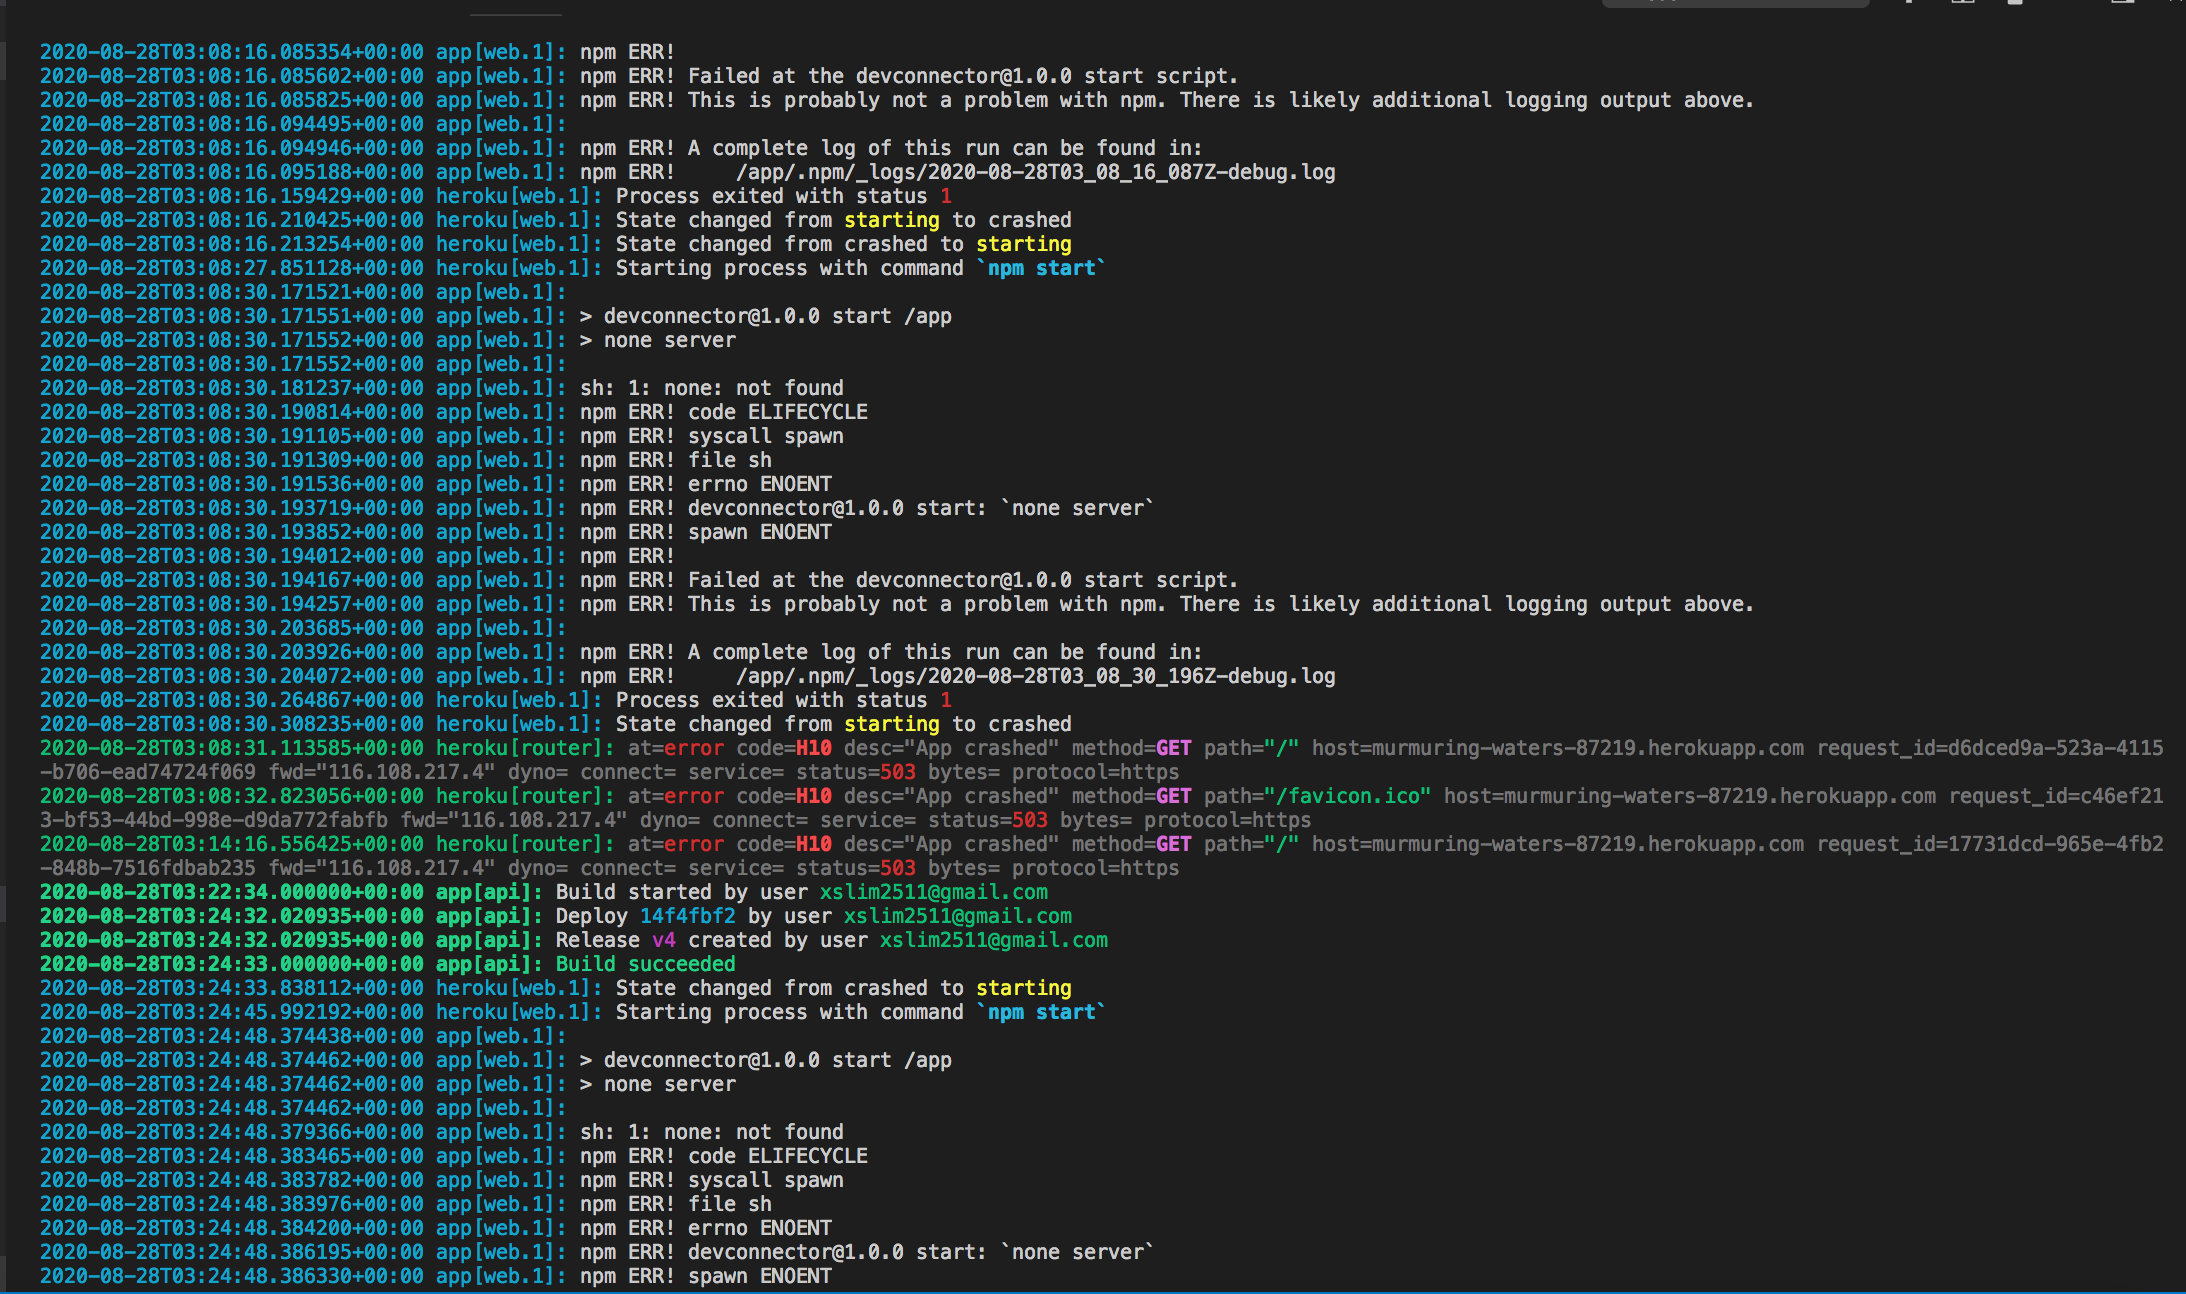 2020-08-28T03:08:16.085354+00:00 app[web.1]: npm ERR!
2020-08-28T03:08:16.085602+00:00 app[web.1]: npm ERR! Failed at the devconnector@1.0.0 start script.
2020-08-28T03:08:16.085825+00:00 app[web.1]: npm ERR! This is probably not a problem with npm. There is likely additional logging output above.
2020-08-28T03:08:16.094495+00:00 app[web.1]:
2020-08-28T03:08:16.094946+00:00 app[web.1]: npm ERR! A complete log of this run can be found in:
2020-08-28T03:08:16.095188+00:00 app[web.1]: npm ERR!     /app/.npm/_logs/2020-08-28T03_08_16_087Z-debug.log
2020-08-28T03:08:16.159429+00:00 heroku[web.1]: Process exited with status 1
2020-08-28T03:08:16.210425+00:00 heroku[web.1]: State changed from starting to crashed
2020-08-28T03:08:16.213254+00:00 heroku[web.1]: State changed from crashed to starting
2020-08-28T03:08:27.851128+00:00 heroku[web.1]: Starting process with command `npm start`
2020-08-28T03:08:30.171521+00:00 app[web.1]:
2020-08-28T03:08:30.171551+00:00 app[web.1]: > devconnector@1.0.0 start /app
2020-08-28T03:08:30.171552+00:00 app[web.1]: > none server
2020-08-28T03:08:30.171552+00:00 app[web.1]:
2020-08-28T03:08:30.181237+00:00 app[web.1]: sh: 1: none: not found
2020-08-28T03:08:30.190814+00:00 app[web.1]: npm ERR! code ELIFECYCLE
2020-08-28T03:08:30.191105+00:00 app[web.1]: npm ERR! syscall spawn
2020-08-28T03:08:30.191309+00:00 app[web.1]: npm ERR! file sh
2020-08-28T03:08:30.191536+00:00 app[web.1]: npm ERR! errno ENOENT
2020-08-28T03:08:30.193719+00:00 app[web.1]: npm ERR! devconnector@1.0.0 start: `none server`
2020-08-28T03:08:30.193852+00:00 app[web.1]: npm ERR! spawn ENOENT
2020-08-28T03:08:30.194012+00:00 app[web.1]: npm ERR!
2020-08-28T03:08:30.194167+00:00 app[web.1]: npm ERR! Failed at the devconnector@1.0.0 start script.
2020-08-28T03:08:30.194257+00:00 app[web.1]: npm ERR! This is probably not a problem with npm. There is likely additional logging output above.
2020-08-28T03:08:30.203685+00:00 app[web.1]:
2020-08-28T03:08:30.203926+00:00 app[web.1]: npm ERR! A complete log of this run can be found in:
2020-08-28T03:08:30.204072+00:00 app[web.1]: npm ERR!     /app/.npm/_logs/2020-08-28T03_08_30_196Z-debug.log
2020-08-28T03:08:30.264867+00:00 heroku[web.1]: Process exited with status 1
2020-08-28T03:08:30.308235+00:00 heroku[web.1]: State changed from starting to crashed
2020-08-28T03:08:31.113585+00:00 heroku[router]: at=error code=H10 desc="App crashed" method=GET path="/" host=murmuring-waters-87219.herokuapp.com request_id=d6dced9a-523a-4115
-b706-ead74724f069 fwd="116.108.217.4" dyno= connect= service= status=503 bytes= protocol=https
2020-08-28T03:08:32.823056+00:00 heroku[router]: at=error code=H10 desc="App crashed" method=GET path="/favicon.ico" host=murmuring-waters-87219.herokuapp.com request_id=c46ef21
3-bf53-44bd-998e-d9da772fabfb fwd="116.108.217.4" dyno= connect= service= status=503 bytes= protocol=https
2020-08-28T03:14:16.556425+00:00 heroku[router]: at=error code=H10 desc="App crashed" method=GET path="/" host=murmuring-waters-87219.herokuapp.com request_id=17731dcd-965e-4fb2
-848b-7516fdbab235 fwd="116.108.217.4" dyno= connect= service= status=503 bytes= protocol=https
2020-08-28T03:22:34.000000+00:00 app[api]: Build started by user xslim2511@gmail.com
2020-08-28T03:24:32.020935+00:00 app[api]: Deploy 14f4fbf2 by user xslim2511@gmail.com
2020-08-28T03:24:32.020935+00:00 app[api]: Release v4 created by user xslim2511@gmail.com
2020-08-28T03:24:33.000000+00:00 app[api]: Build succeeded
2020-08-28T03:24:33.838112+00:00 heroku[web.1]: State changed from crashed to starting
2020-08-28T03:24:45.992192+00:00 heroku[web.1]: Starting process with command `npm start`
2020-08-28T03:24:48.374438+00:00 app[web.1]:
2020-08-28T03:24:48.374462+00:00 app[web.1]: > devconnector@1.0.0 start /app
2020-08-28T03:24:48.374462+00:00 app[web.1]: > none server
2020-08-28T03:24:48.374462+00:00 app[web.1]:
2020-08-28T03:24:48.379366+00:00 app[web.1]: sh: 1: none: not found
2020-08-28T03:24:48.383465+00:00 app[web.1]: npm ERR! code ELIFECYCLE
2020-08-28T03:24:48.383782+00:00 app[web.1]: npm ERR! syscall spawn
2020-08-28T03:24:48.383976+00:00 app[web.1]: npm ERR! file sh
2020-08-28T03:24:48.384200+00:00 app[web.1]: npm ERR! errno ENOENT
2020-08-28T03:24:48.386195+00:00 app[web.1]: npm ERR! devconnector@1.0.0 start: `none server`
2020-08-28T03:24:48.386330+00:00 app[web.1]: npm ERR! spawn ENOENT